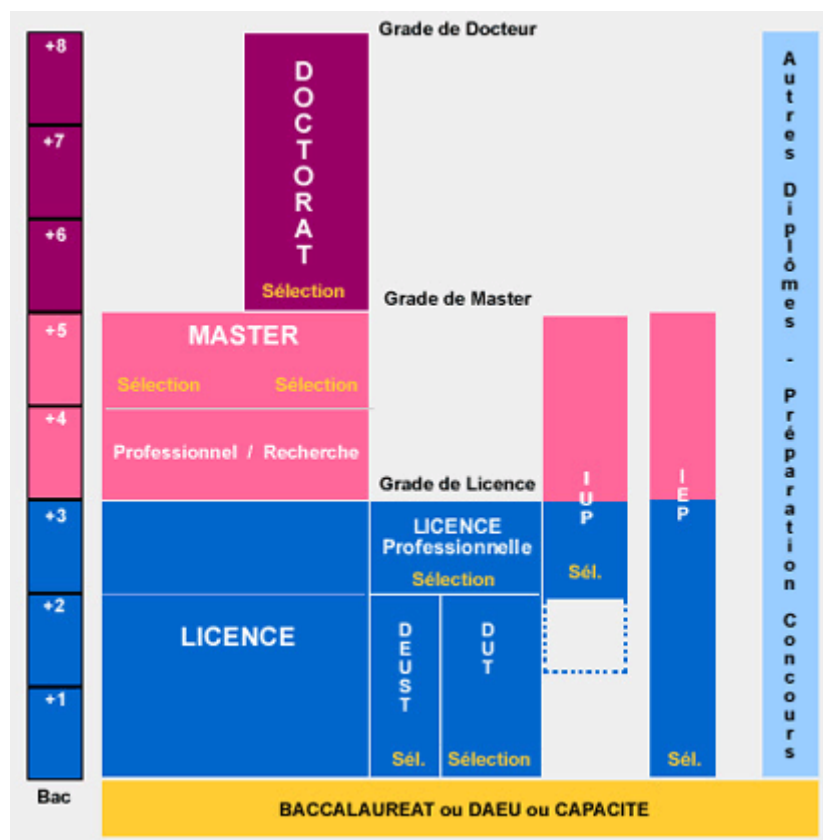 +8
+7
+6
+5
+4
+3
+2
+1
Bac
Grade de Docteur
DOCTORAT
Sélection
Grade de Master
MASTER
Sélection Sélection
Professionnel / Recherche
Grade de Licence
LICENCE
Professionnelle
Sélection
LICENCE
DEUST
Sél.
DUT
Sélection
IUP
Sél.
IEP
Sél.
Autres Diplômes - Préparation Concours
BACCALAUREAT ou DAEU ou CAPACITE